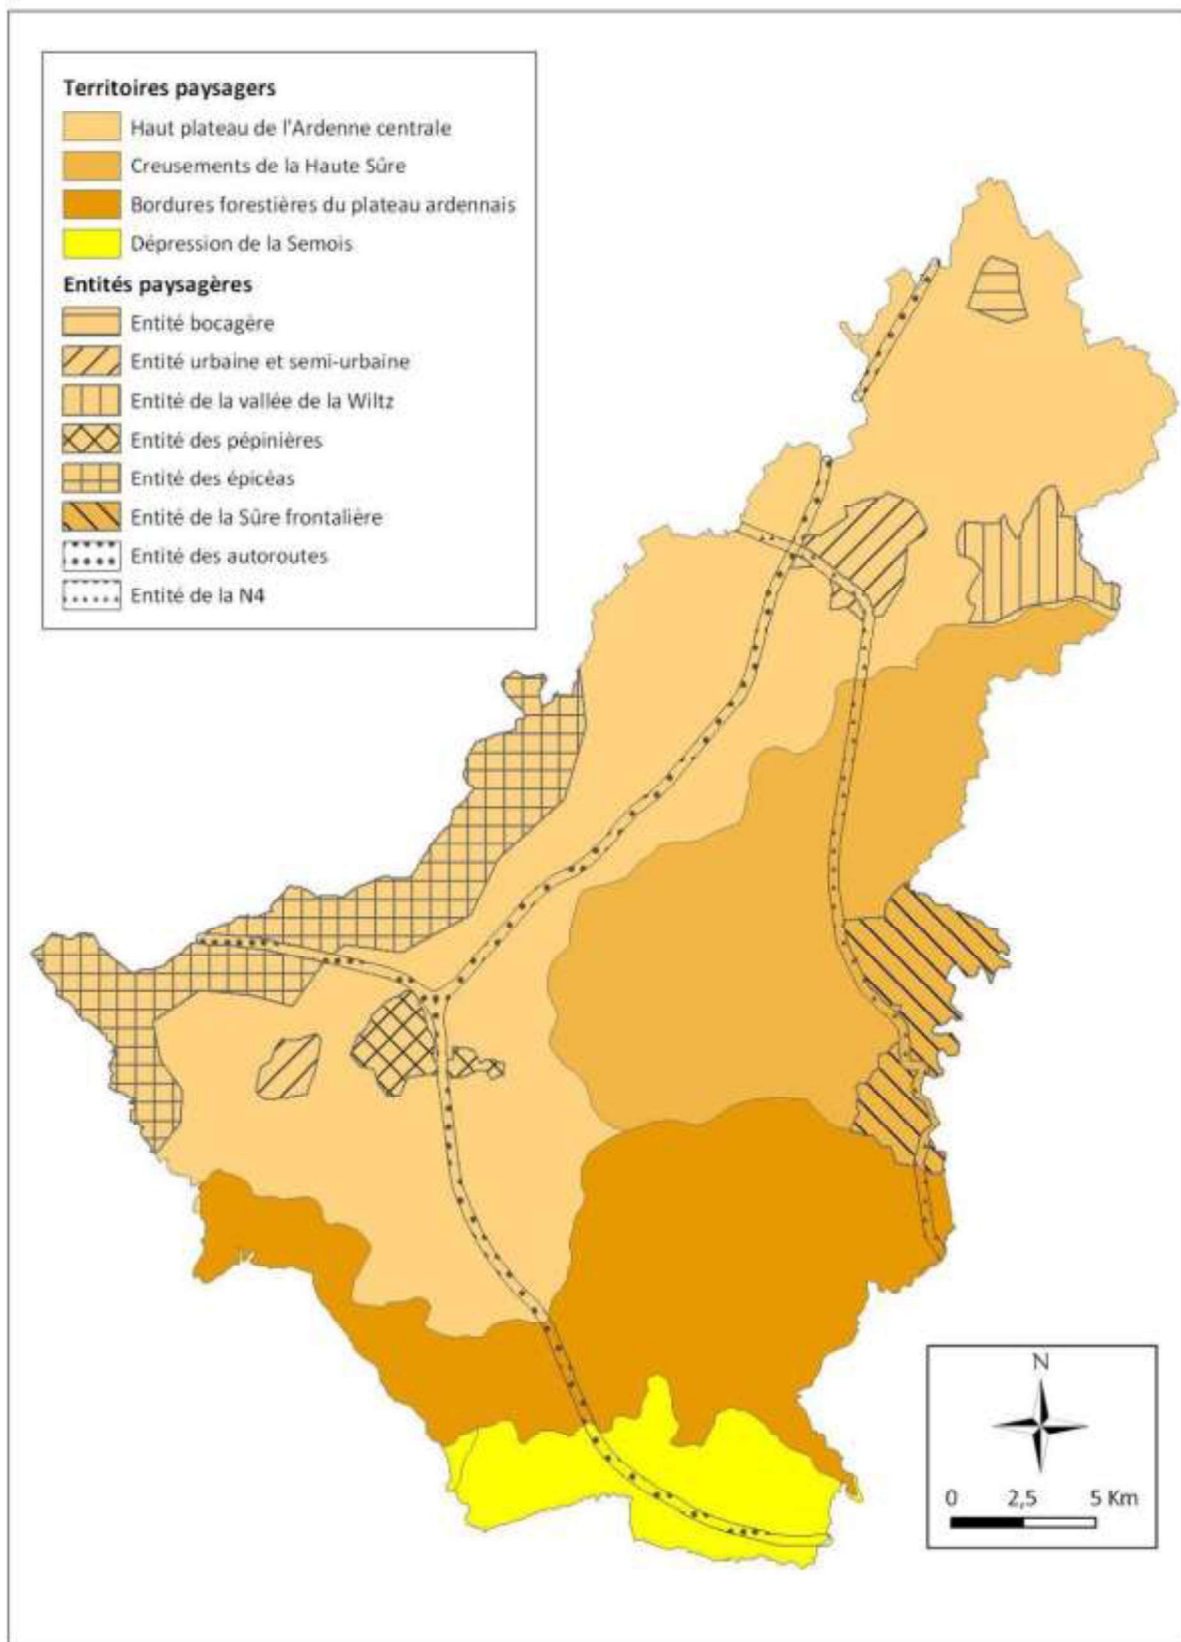 Territoires paysagers
Haut plateau de l'Ardenne centrale
Creusements de la Haute Sûre
Bordures forestières du plateau ardennais
Dépression de la Semois
Entités paysagères
Entité bocagère
Entité urbaine et semi-urbaine
Entité de la vallée de la Wiltz
Entité des pépinières
Entité des épicéas
Entité de la Sûre frontalière
Entité des autoroutes
Entité de la N4
N
0 2,5 5 Km